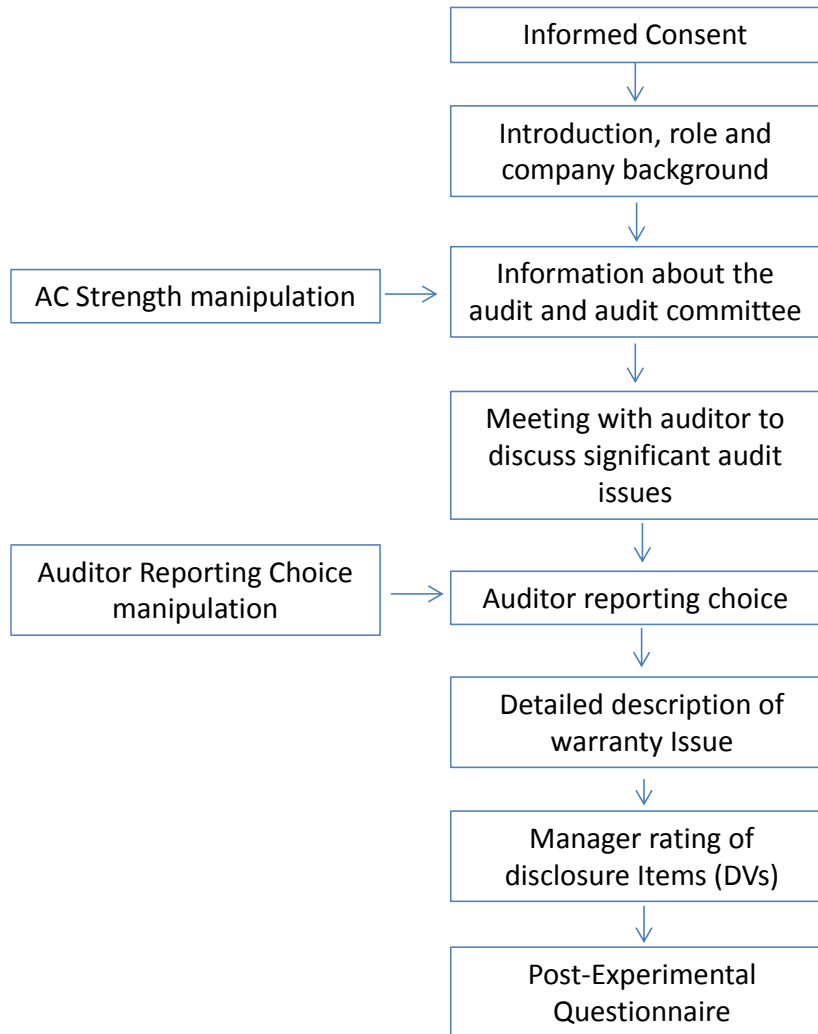 Informed Consent
Introduction, role and
company background
AC Strength manipulation
Information about the
audit and audit committee
Meeting with auditor to
discuss significant audit
issues
Auditor Reporting Choice
manipulation
Auditor reporting choice
Detailed description of
warranty Issue
Manager rating of
disclosure Items (DVs)
Post-Experimental
Questionnaire